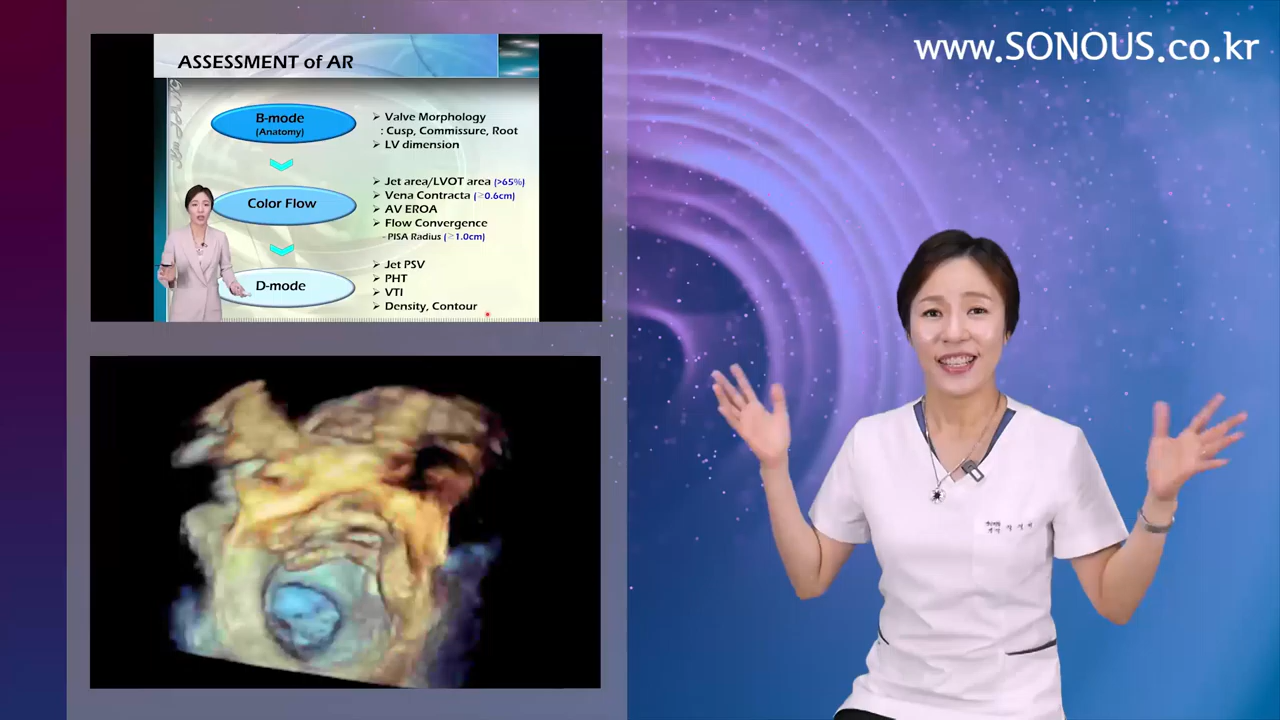 www.SONOUS.co.kr
ASSESSMENT of AR
B-mode
(Anatomy)
➢ Valve Morphology
: Cusp, Commissure, Root
➢ LV dimension
Color Flow
➢ Jet area/LVOT area (>65%)
➢ Vena Contracta (≥0.6cm)
➢ AV EROA
➢ Flow Convergence
–PISA Radius (≥1.0cm)
D-mode
➢ Jet PSV
➢ PHT
➢ VTI
➢ Density, Contour